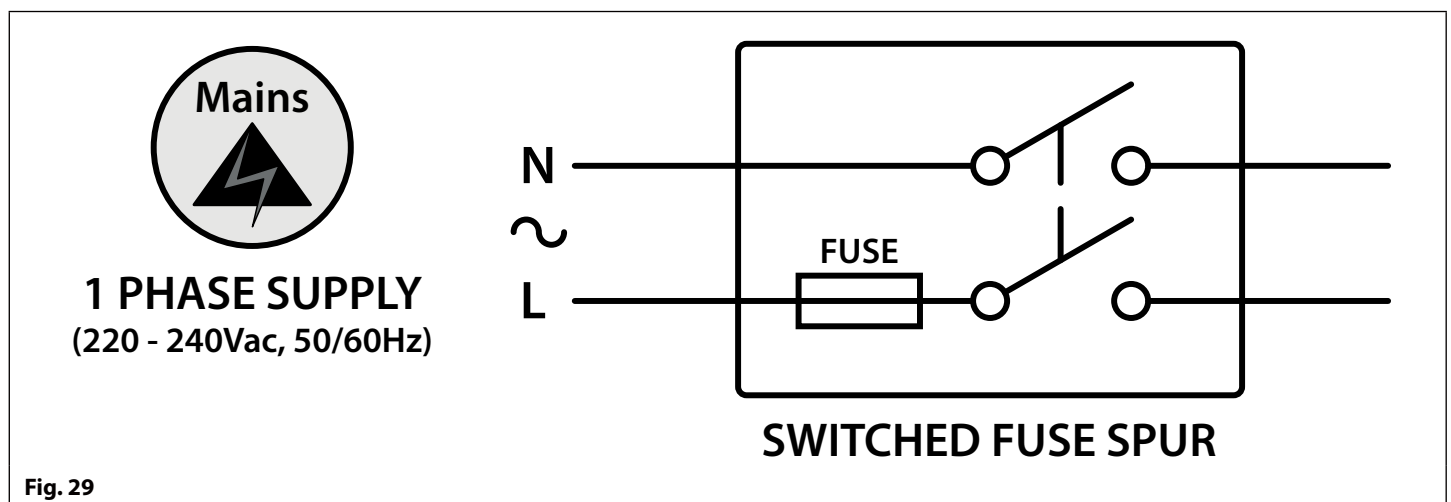 Mains
1 PHASE SUPPLY
(220 - 240Vac, 50/60Hz)
N
L
FUSE
SWITCHED FUSE SPUR
Fig. 29